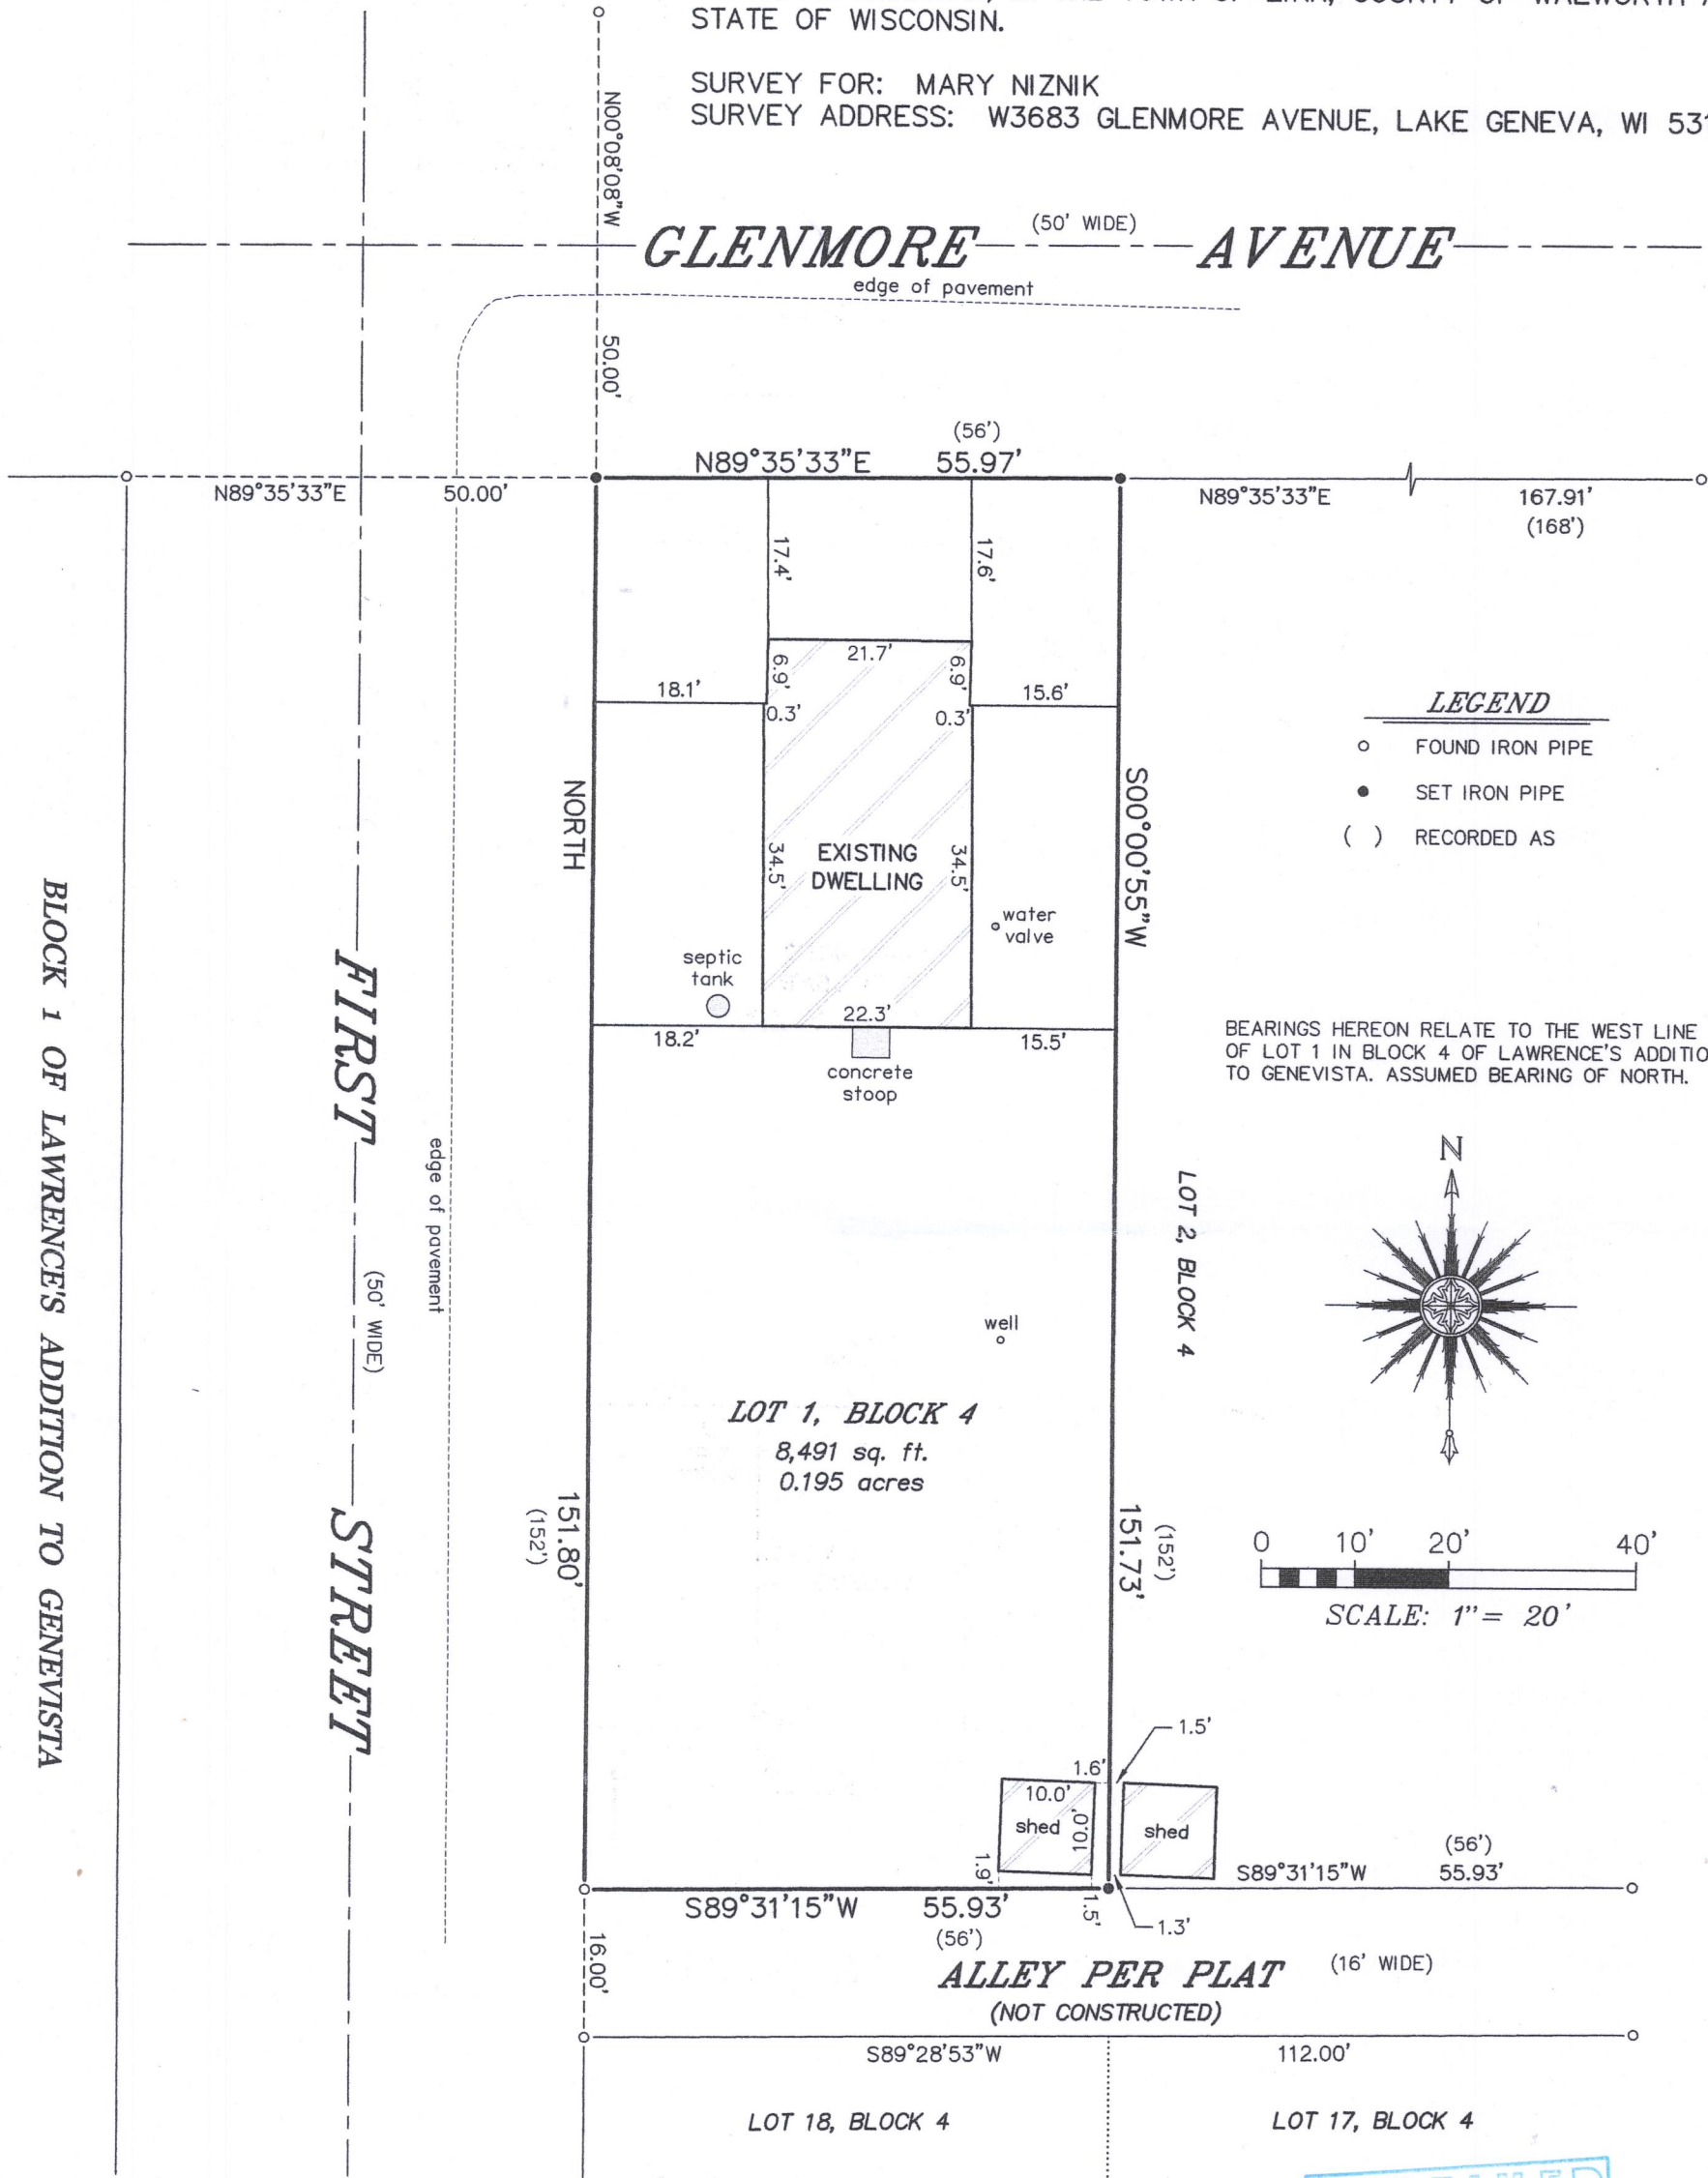 COUNTY OF
STATE OF WISCONSIN.
SURVEY FOR: MARY NIZNIK
SURVEY ADDRESS: W3683 GLENMORE AVENUE, LAKE GENEVA, WI
N00°08'08"W
GLENMORE (50' WIDE) AVENUE
edge of pavement
50.00'
(56')
N89°35'33"E 55.97'
N89°35'33"E 50.00'
N89°35'33"E 167.91'
(168')
17.4'
17.6'
21.7'
6.9'
6.9'
18.1'
15.6'
0.3'
0.3'
LEGEND
FOUND IRON PIPE
SET IRON PIPE
( ) RECORDED AS
NORTH
S00°00'55"W
34.5'
EXISTING
DWELLING
34.5'
water
valve
septic
tank
22.3'
18.2'
15.5'
concrete
stoop
BEARINGS HEREON RELATE TO THE WEST LINE
OF LOT 1 IN BLOCK 4 OF LAWRENCE'S
TO GENEVISTA. ASSUMED BEARING OF NORTH.
BLOCK 1 OF LAWRENCE'S ADDITION TO GENEVISTA
FIRST (50' WIDE) STREET
edge of pavement
N
LOT 2, BLOCK 4
well
LOT 1, BLOCK 4
8,491 sq. ft.
0.195 acres
151.80'
(152')
151.73'
(152')
0 10' 20' 40'
SCALE: 1"= 20'
1.5'
1.6'
10.0'
shed
10.0'
shed
1.9'
(56')
S89°31'15"W 55.93'
S89°31'15"W 55.93'
(56')
1.5'
1.3'
16.00'
ALLEY PER PLAT (16' WIDE)
(NOT CONSTRUCTED)
S89°28'53"W 112.00'
LOT 18, BLOCK 4
LOT 17, BLOCK 4